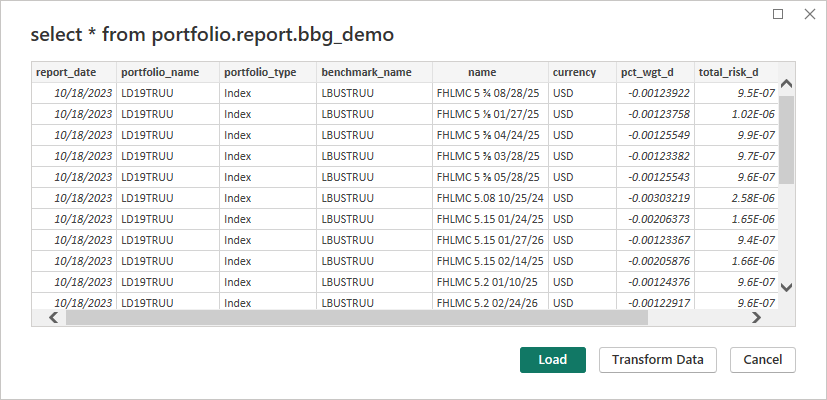 select * from portfolio.report.bbg_demo
report_date portfolio_name portfolio_type benchmark_name name currency pct_wgt_d total_risk_d
10/18/2023 LD19TRUU Index LBUSTRUU FHLMC 5 ¾ 08/28/25 USD -0.00123922 9.5E-07
10/18/2023 LD19TRUU Index LBUSTRUU FHLMC 5 ⅜ 01/27/25 USD -0.00123758 1.02E-06
10/18/2023 LD19TRUU Index LBUSTRUU FHLMC 5 ⅜ 04/24/25 USD -0.00125549 9.9E-07
10/18/2023 LD19TRUU Index LBUSTRUU FHLMC 5 ⅜ 03/28/25 USD -0.00123382 9.7E-07
10/18/2023 LD19TRUU Index LBUSTRUU FHLMC 5 ⅜ 05/28/25 USD -0.00125543 9.6E-07
10/18/2023 LD19TRUU Index LBUSTRUU FHLMC 5.08 10/25/24 USD -0.00303219 2.58E-06
10/18/2023 LD19TRUU Index LBUSTRUU FHLMC 5.15 01/24/25 USD -0.00206373 1.65E-06
10/18/2023 LD19TRUU Index LBUSTRUU FHLMC 5.15 01/27/26 USD -0.00123367 9.4E-07
10/18/2023 LD19TRUU Index LBUSTRUU FHLMC 5.15 02/14/25 USD -0.00205876 1.66E-06
10/18/2023 LD19TRUU Index LBUSTRUU FHLMC 5.2 01/10/25 USD -0.00124376 9.6E-07
10/18/2023 LD19TRUU Index LBUSTRUU FHLMC 5.2 02/24/26 USD -0.00122917 9.6E-07
Load Transform Data Cancel